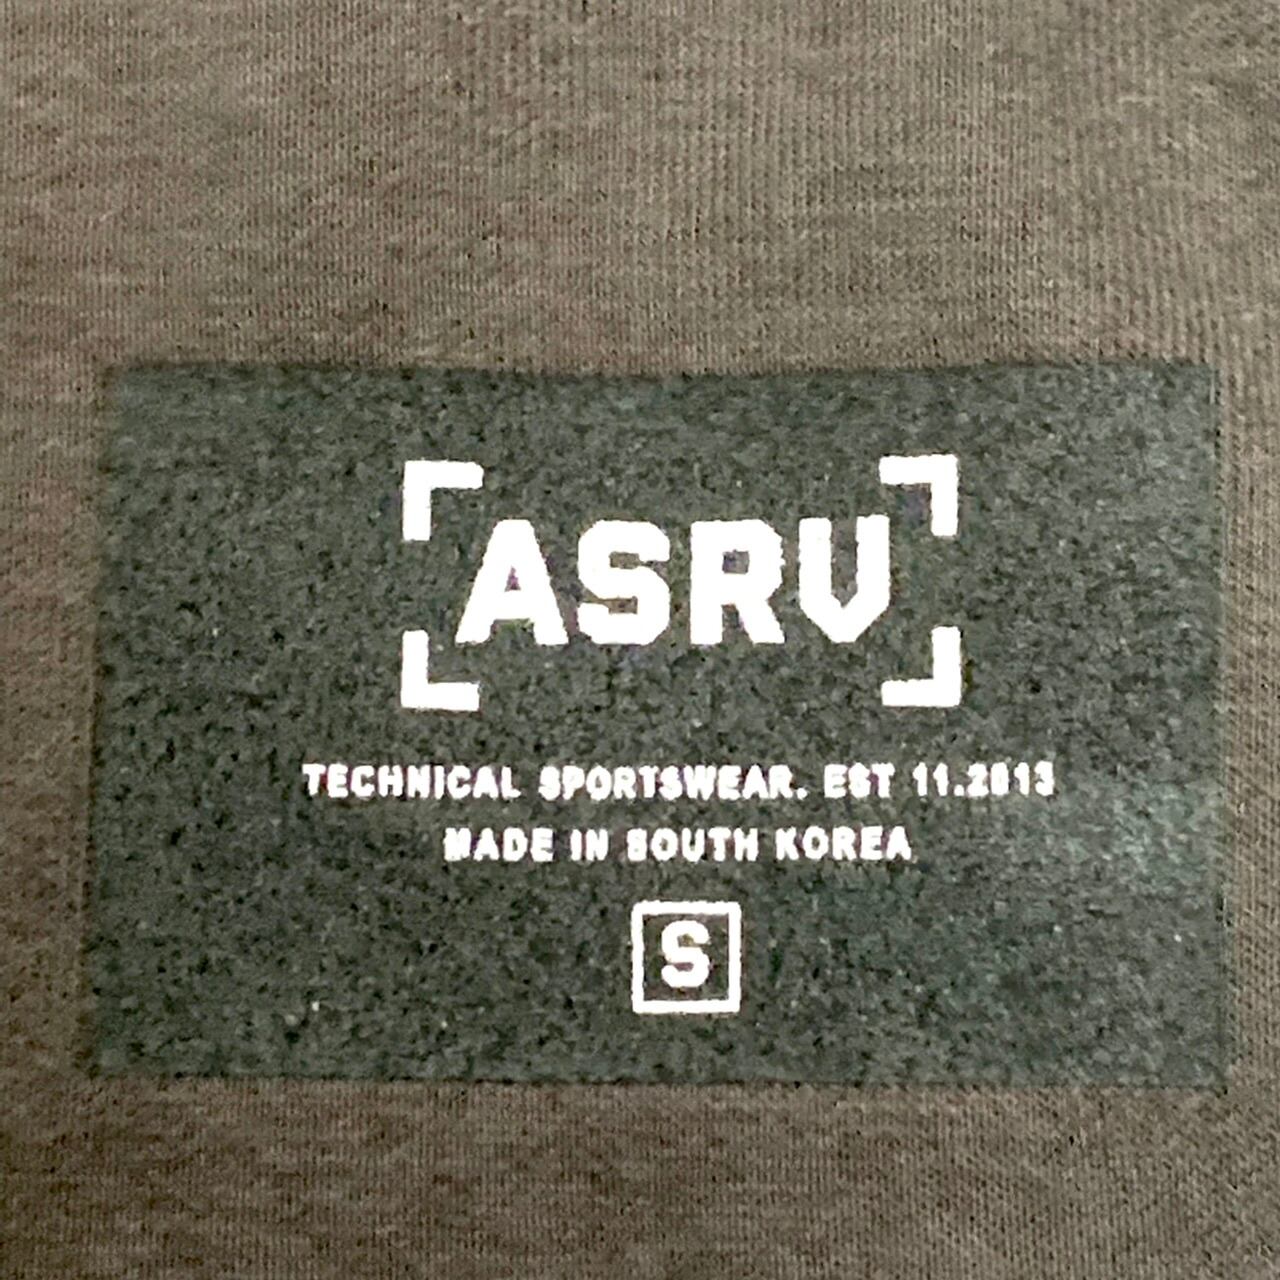 ASRV
TECHNICAL SPORTSWEAR. EST 11.2013
MADE IN SOUTH KOREA
S